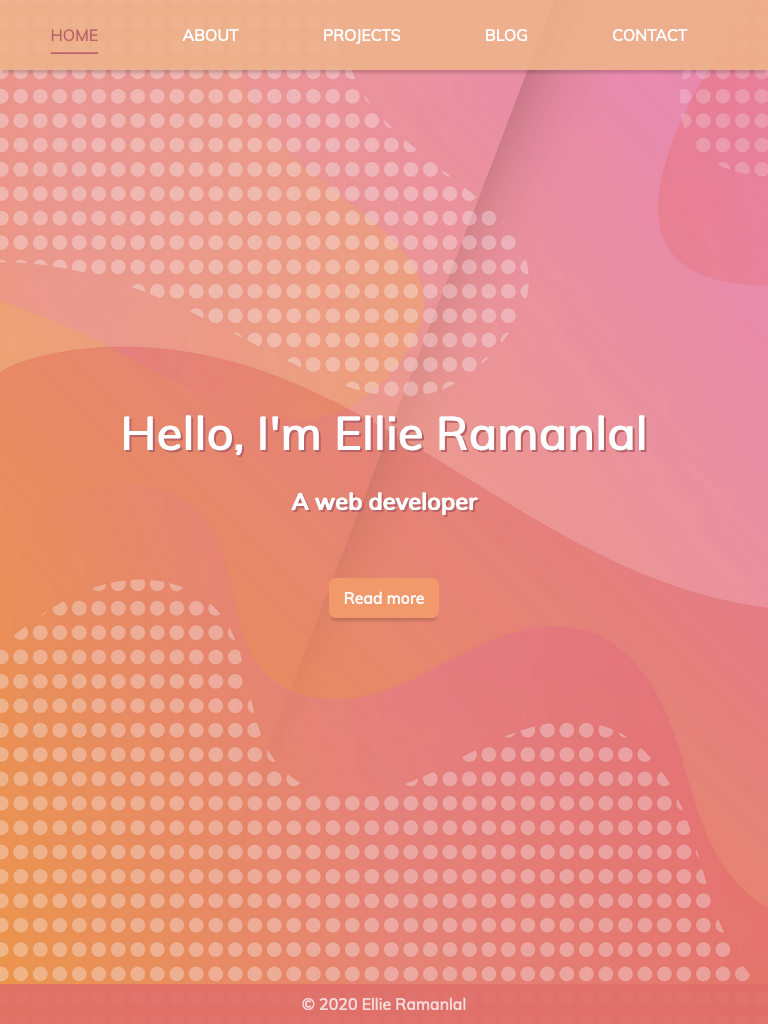 HOME ABOUT PROJECTS BLOG CONTACT
Hello, I'm Ellie Ramanlal
A web developer
Read more
© 2020 Ellie Ramanlal